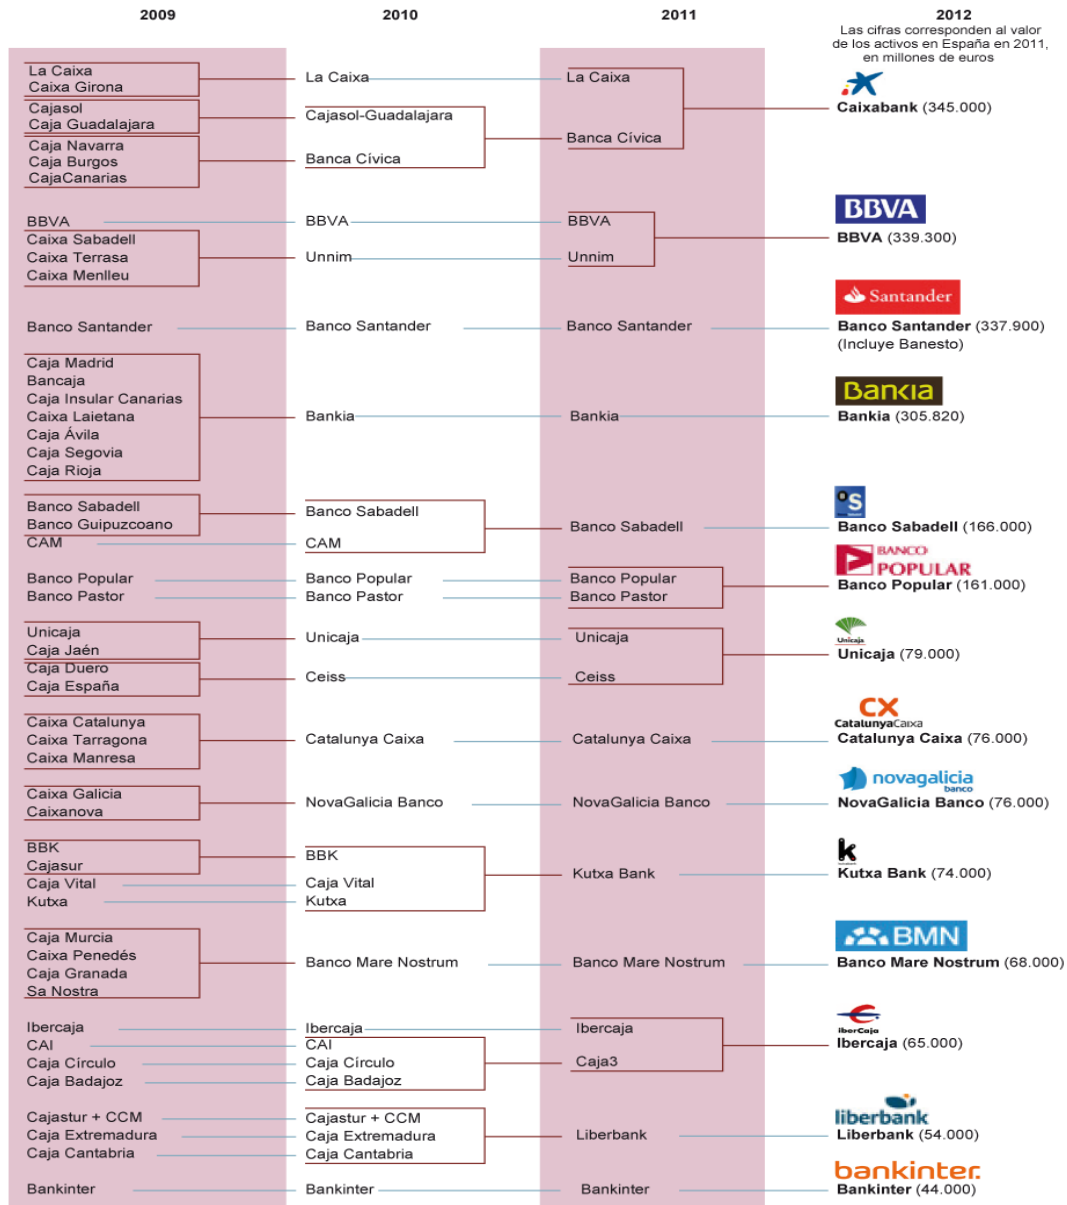 2009 2010 2011 2012
Las cifras corresponden al valor
de los activos en España en 2011,
en millones de euros
La Caixa
Caixa Girona
La Caixa
La Caixa
Caixabank (345.000)
Cajasol
Caja Guadalajara
Cajasol-Guadalajara
Caja Navarra
Caja Burgos
CajaCanarias
Banca Cívica
Banca Cívica
BBVA
BBVA
BBVA
BBVA
BBVA (339.300)
Caixa Sabadell
Caixa Terrasa
Caixa Menlleu
Unnim
Unnim
Santander
Banco Santander
Banco Santander
Banco Santander
Banco Santander (337.900)
(Incluye Banesto)
Caja Madrid
Bancaja
Caja Insular Canarias
Caixa Laietana
Caja Ávila
Caja Segovia
Caja Rioja
Bankia
Bankia
Bankia
Bankia (305.820)
Banco Sabadell
Banco Guipuzcoano
CAM
Banco Sabadell
CAM
Banco Sabadell
S
Banco Sabadell (166.000)
Banco Popular
Banco Pastor
Banco Popular
Banco Pastor
Banco Popular
Banco Pastor
BANCO
POPULAR
Banco Popular (161.000)
Unicaja
Caja Jaén
Caja Duero
Caja España
Unicaja
Ceiss
Unicaja
Ceiss
Unicaja
Unicaja (79.000)
Caixa Catalunya
Caixa Tarragona
Caixa Manresa
Catalunya Caixa
Catalunya Caixa
CX
CatalunyaCaixa
Catalunya Caixa (76.000)
Caixa Galicia
Caixanova
NovaGalicia Banco
NovaGalicia Banco
novagalicia
banco
NovaGalicia Banco (76.000)
BBK
Cajasur
Caja Vital
Kutxa
BBK
Caja Vital
Kutxa
Kutxa Bank
k
Kutxa Bank (74.000)
Caja Murcia
Caixa Penedés
Caja Granada
Sa Nostra
Banco Mare Nostrum
Banco Mare Nostrum
BMN
Banco Mare Nostrum (68.000)
Ibercaja
CAI
Caja Círculo
Caja Badajoz
Ibercaja
CAI
Caja Círculo
Caja Badajoz
Ibercaja
Caja3
iberCaja
Ibercaja (65.000)
Cajastur + CCM
Caja Extremadura
Caja Cantabria
Cajastur + CCM
Caja Extremadura
Caja Cantabria
Liberbank
liberbank
Liberbank (54.000)
Bankinter
Bankinter
Bankinter
bankinter.
Bankinter (44.000)